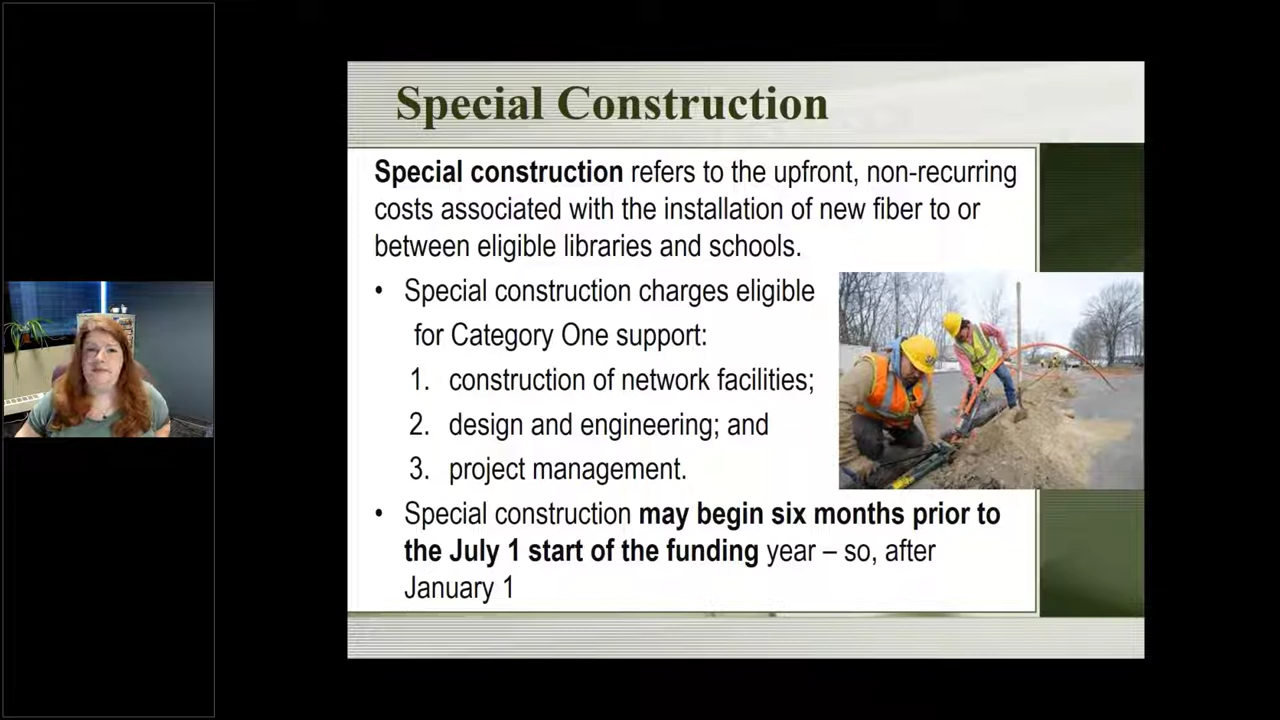 Special Construction
Special construction refers to the upfront, non-recurring
costs associated with the installation of new fiber to or
between eligible libraries and schools.
• Special construction charges eligible
for Category One support:
1. construction of network facilities;
2. design and engineering; and
3. project management.
• Special construction may begin six months prior to
the July 1 start of the funding year – so, after
January 1